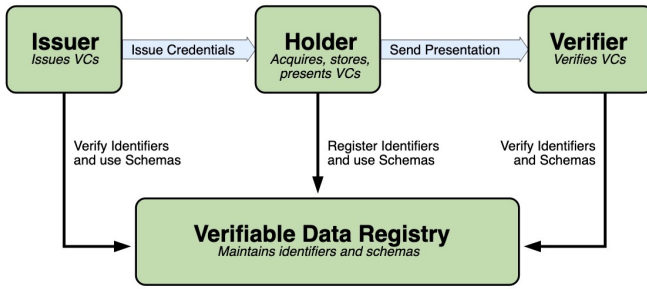 Issuer
Issues VCs
Issue Credentials
Holder
Acquires, stores,
presents VCs
Send Presentation
Verifier
Verifies VCs
Verify Identifiers
and use Schemas
Register Identifiers
and use Schemas
Verify Identifiers
and Schemas
Verifiable Data Registry
Maintains identifiers and schemas